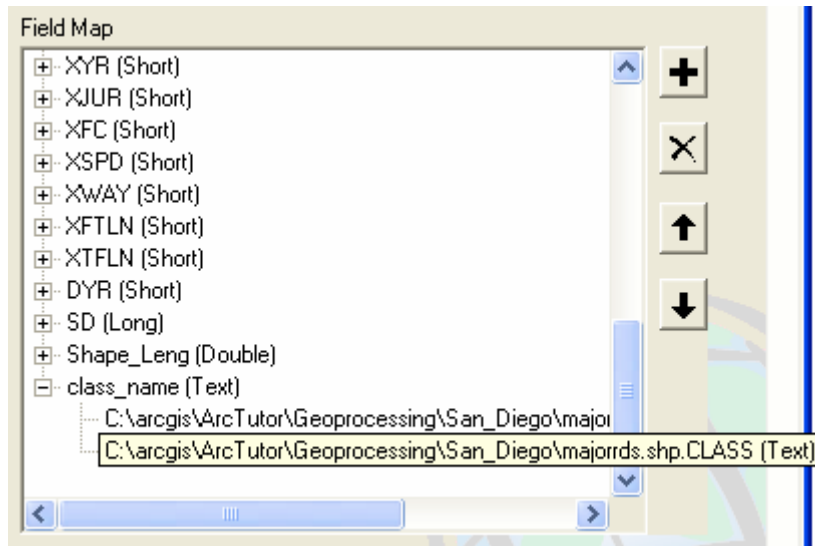 Field Map
XYR (Short)
XJUR (Short)
XFC (Short)
XSPD (Short)
XWAY (Short)
XFTLN (Short)
XTFLN (Short)
DYR (Short)
SD (Long)
Shape_Leng (Double)
class_name (Text)
C:\arcgis\ArcTutor\Geoprocessing\San_Diego\major
C:\arcgis\ArcTutor\Geoprocessing\San_Diego\majorrds.shp.CLASS (Text)